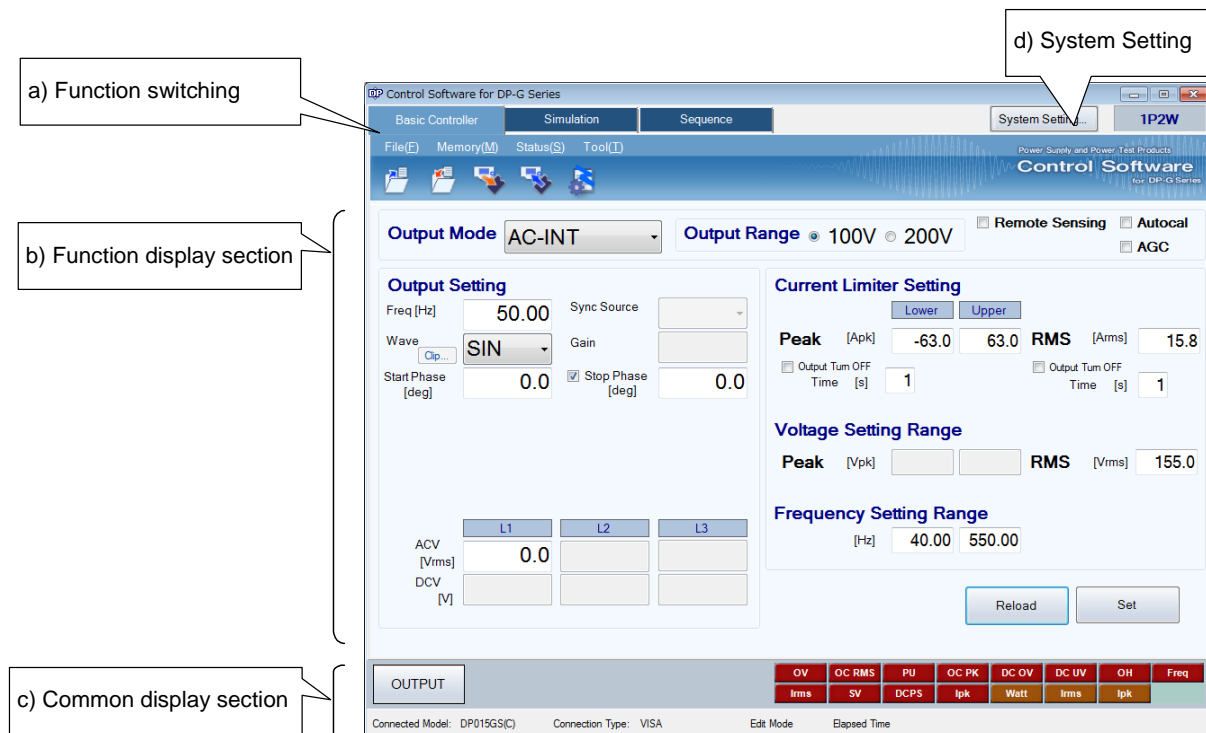 d) System Setting
a) Function switching
Control Software for DP-G Series
Basic Controller Simulation Sequence System Setting... 1P2W
File(F) Memory(M) Status(S) Tool(T)
Power Supply and Power Test Products
Control Software
for DP-G Series
b) Function display section
Output Mode AC-INT Output Range 100V 200V Remote Sensing Autocal
AGC
Output Setting
Freq [Hz] 50.00 Sync Source
Wave Clip... SIN Gain
Start Phase [deg] 0.0 Stop Phase [deg] 0.0
L1 L2 L3
ACV [Vrms] 0.0
DCV [V]
Current Limiter Setting
Lower Upper
Peak [Apk] -63.0 63.0 RMS [Arms] 15.8
Output Turn OFF Output Turn OFF
Time [s] 1 Time [s] 1
Voltage Setting Range
Peak [Vpk] RMS [Vrms] 155.0
Frequency Setting Range
[Hz] 40.00 550.00
Reload Set
c) Common display section
OUTPUT
OV OC RMS PU OC PK DC OV DC UV OH Freq
Irms SV DCPS Ipk Watt Irms Ipk
Connected Model: DP015GS(C) Connection Type: VISA Edit Mode Elapsed Time